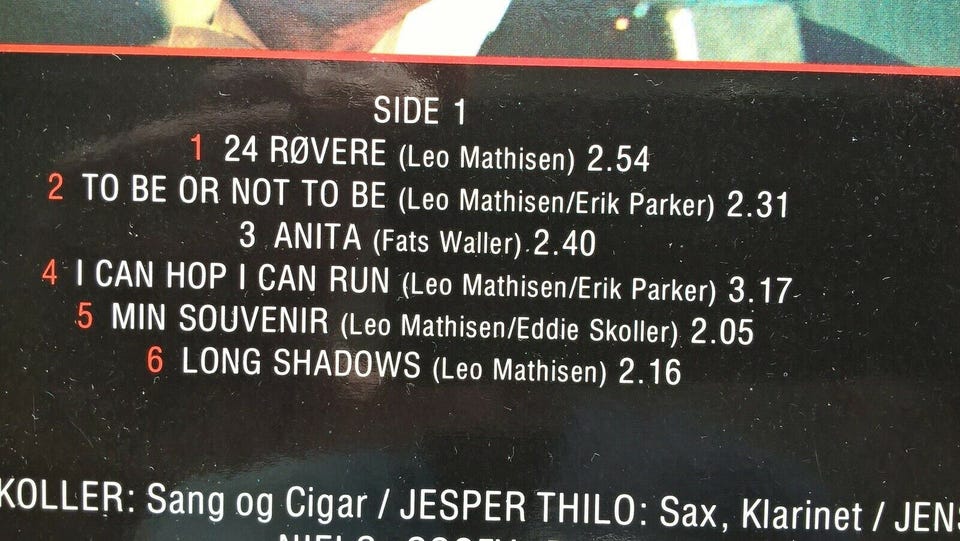 SIDE 1
1 24 RØVERE (Leo Mathisen) 2.54
2 TO BE OR NOT TO BE (Leo Mathisen/Erik Parker) 2.31
3 ANITA (Fats Waller) 2.40
4 I CAN HOP I CAN RUN (Leo Mathisen/Erik Parker) 3.17
5 MIN SOUVENIR (Leo Mathisen/Eddie Skoller) 2.05
6 LONG SHADOWS (Leo Mathisen) 2.16
KOLLER: Sang og Cigar / JESPER THILO: Sax, Klarinet / JENS